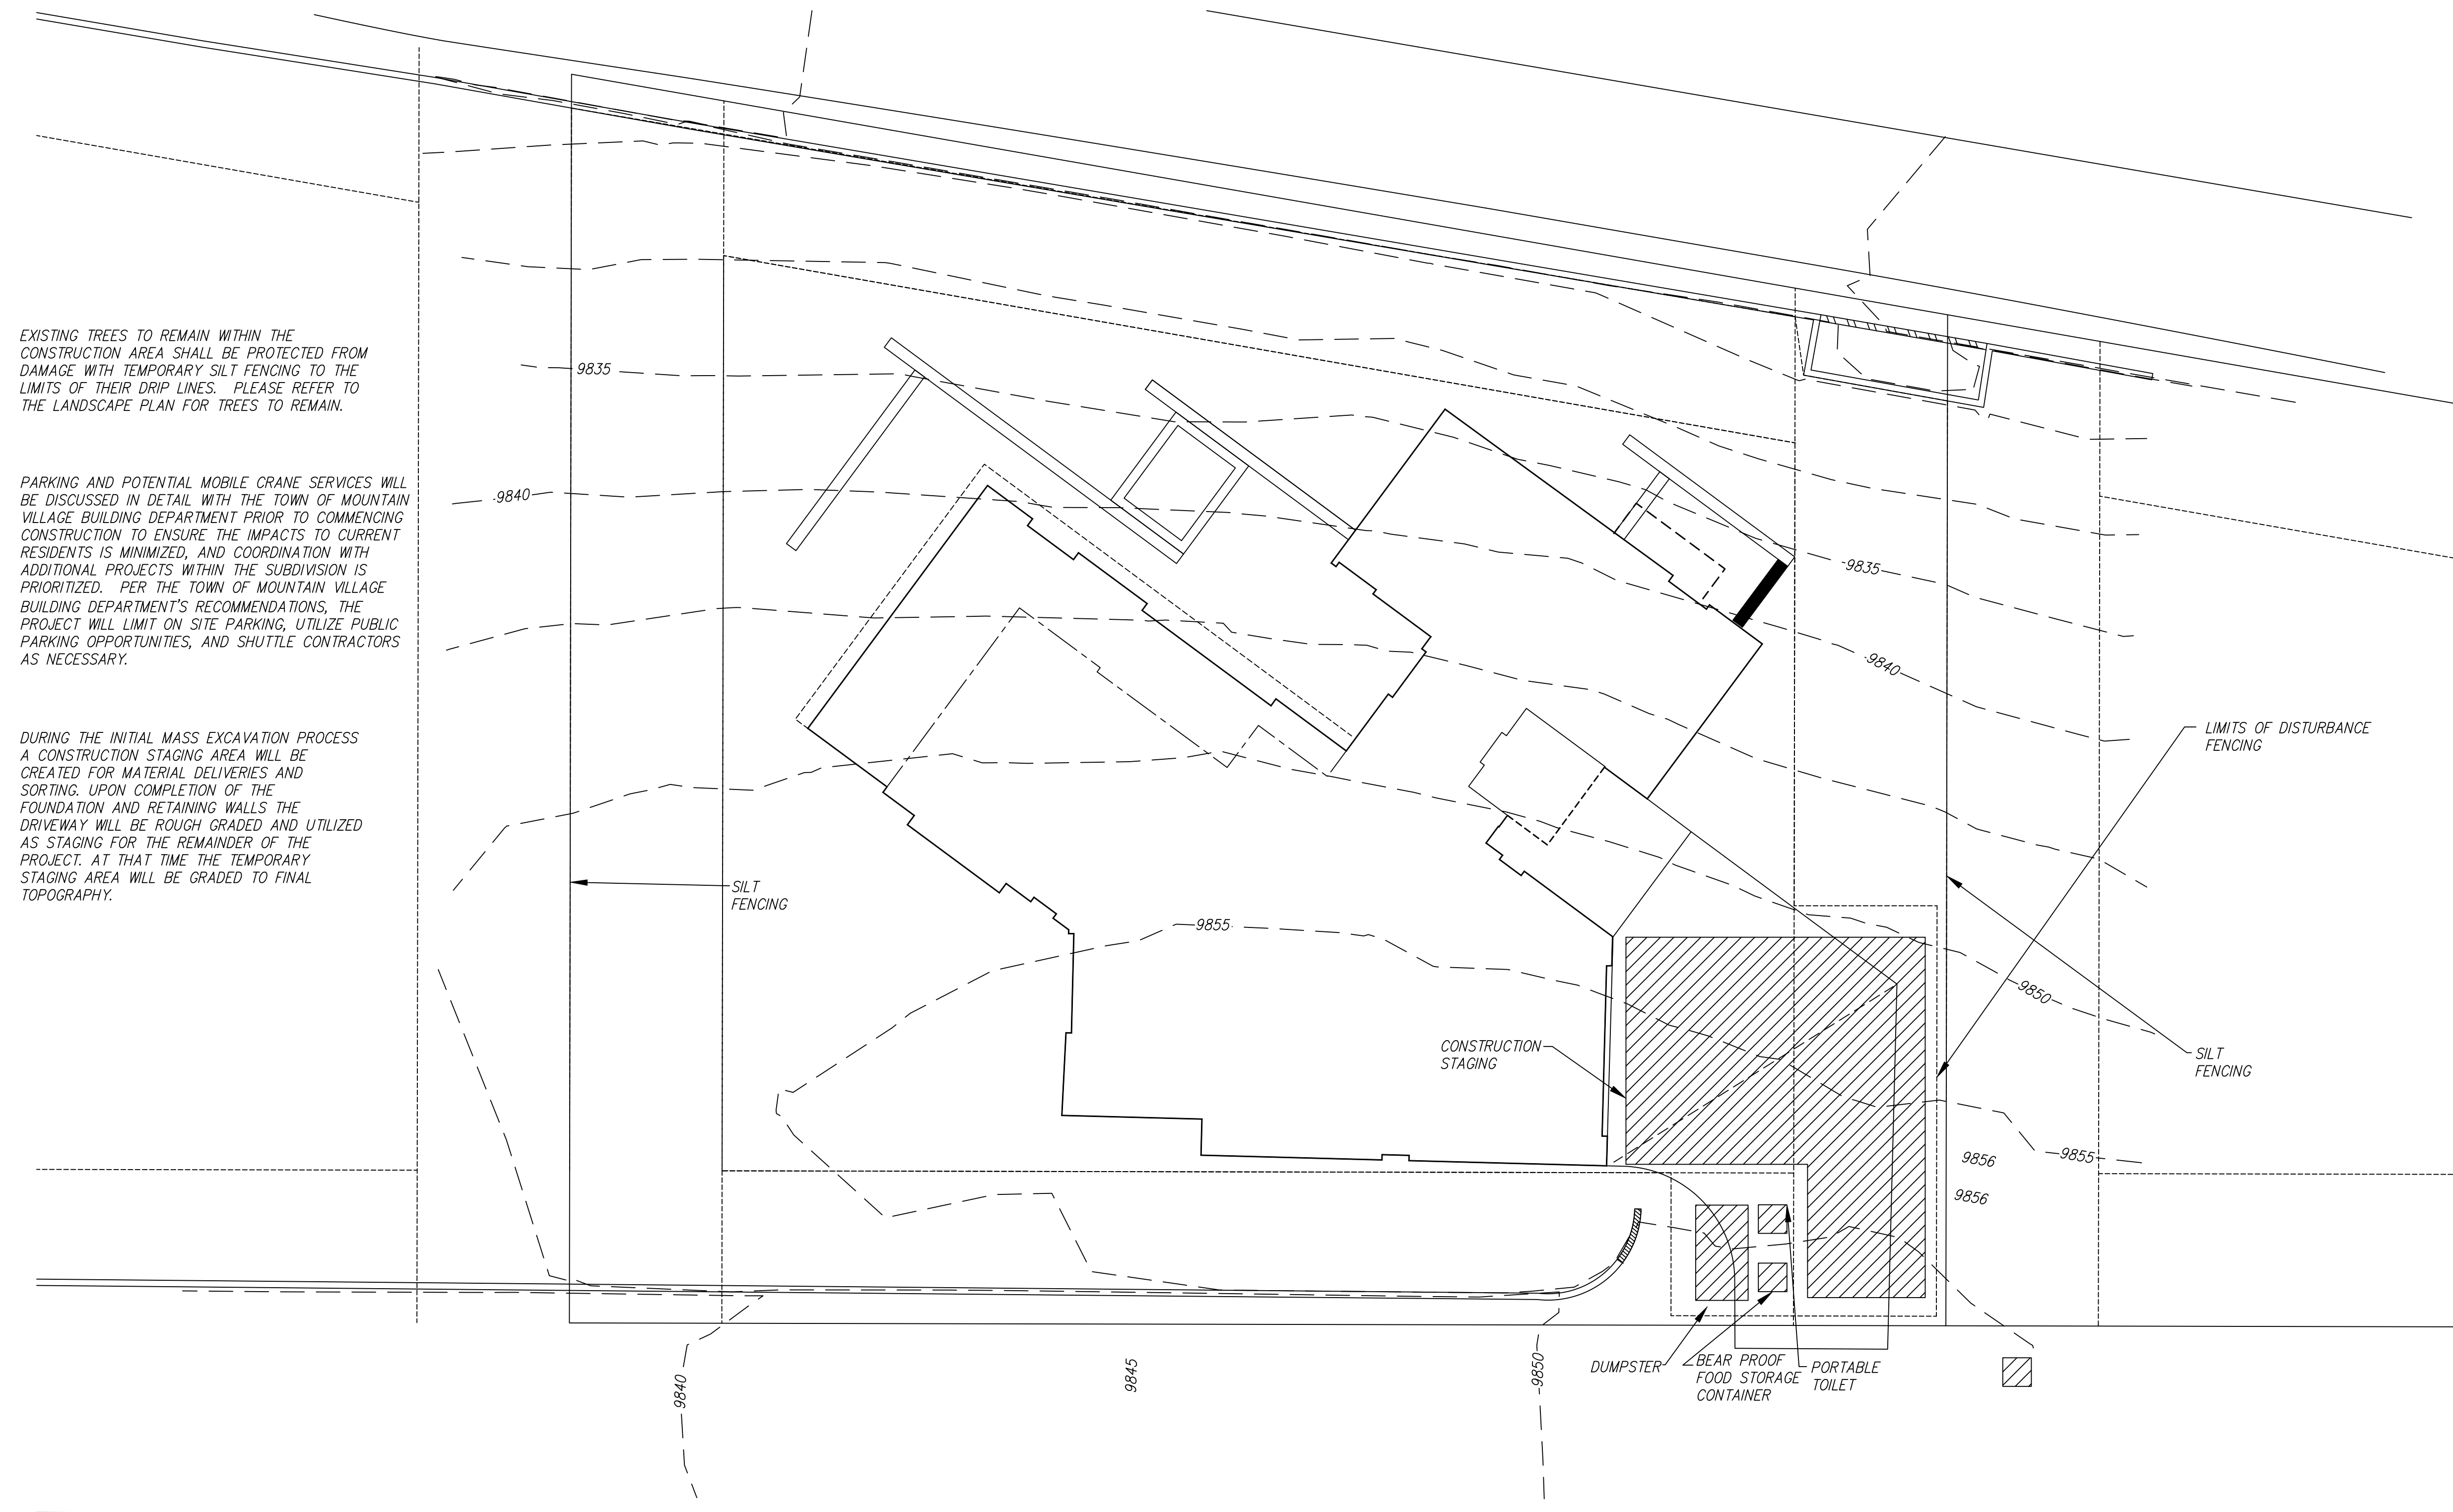 EXISTING TREES TO REMAIN WITHIN THE
CONSTRUCTION AREA SHALL BE PROTECTED FROM
DAMAGE WITH TEMPORARY SILT FENCING TO THE
LIMITS OF THEIR DRIP LINES. PLEASE REFER TO
THE LANDSCAPE PLAN FOR TREES TO REMAIN.
PARKING AND POTENTIAL MOBILE CRANE SERVICES WILL
BE DISCUSSED IN DETAIL WITH THE TOWN OF MOUNTAIN
VILLAGE BUILDING DEPARTMENT PRIOR TO COMMENCING
CONSTRUCTION TO ENSURE THE IMPACTS TO CURRENT
RESIDENTS IS MINIMIZED, AND COORDINATION WITH
ADDITIONAL PROJECTS WITHIN THE SUBDIVISION IS
PRIORITIZED. PER THE TOWN OF MOUNTAIN VILLAGE
BUILDING DEPARTMENT'S RECOMMENDATIONS, THE
PROJECT WILL LIMIT ON SITE PARKING, UTILIZE PUBLIC
PARKING OPPORTUNITIES, AND SHUTTLE CONTRACTORS
AS NECESSARY.
DURING THE INITIAL MASS EXCAVATION PROCESS
A CONSTRUCTION STAGING AREA WILL BE
CREATED FOR MATERIAL DELIVERIES AND
SORTING. UPON COMPLETION OF THE
FOUNDATION AND RETAINING WALLS THE
DRIVEWAY WILL BE ROUGH GRADED AND UTILIZED
AS STAGING FOR THE REMAINDER OF THE
PROJECT. AT THAT TIME THE TEMPORARY
STAGING AREA WILL BE GRADED TO FINAL
TOPOGRAPHY.
9835
9840
9835
9840
LIMITS OF DISTURBANCE
FENCING
SILT
FENCING
9855
9850
CONSTRUCTION
STAGING
SILT
FENCING
9856
9855
9856
9840
9845
9850
DUMPSTER
BEAR PROOF
FOOD STORAGE
CONTAINER
PORTABLE
TOILET